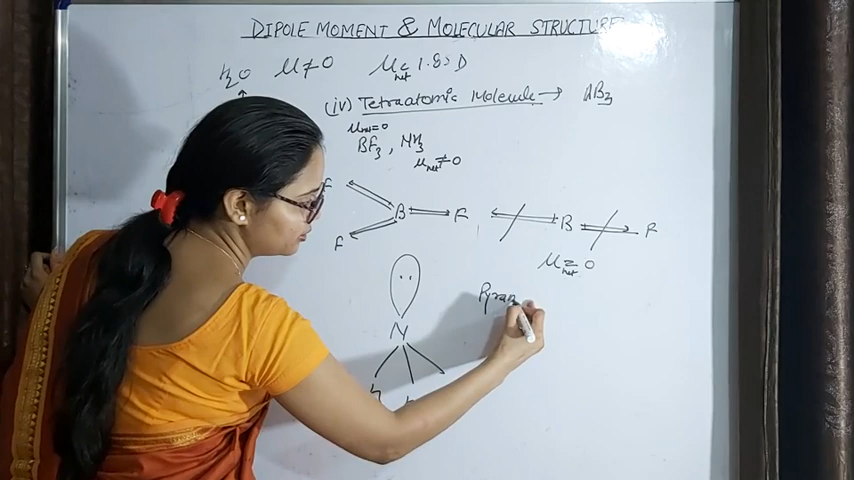 DIPOLE MOMENT & MOLECULAR STRUCTURE
H2O μ≠0 μnet = 1.85 D
(iv) Tetraatomic Molecule → AB3
μnet=0
BF3, NH3
μnet≠0
F
B F B F
F
μnet = 0
Pyram
N
H